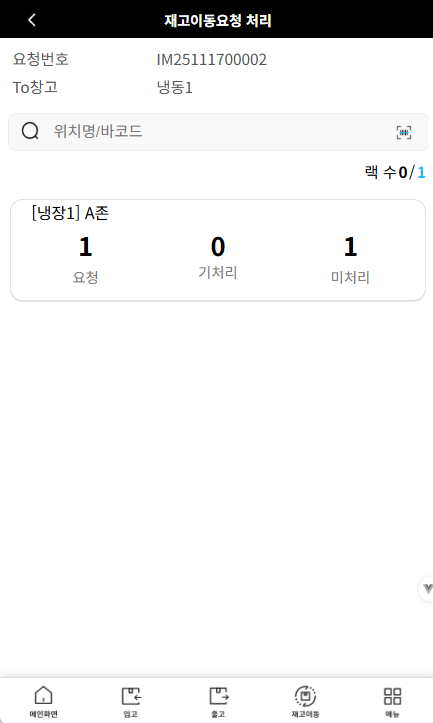 재고이동요청 처리
요청번호 IM25111700002
To창고 냉동1
위치명/바코드
랙 수 0/1
[냉장1] A존
1 0 1
요청 기처리 미처리
메인화면 입고 출고 재고이동 메뉴